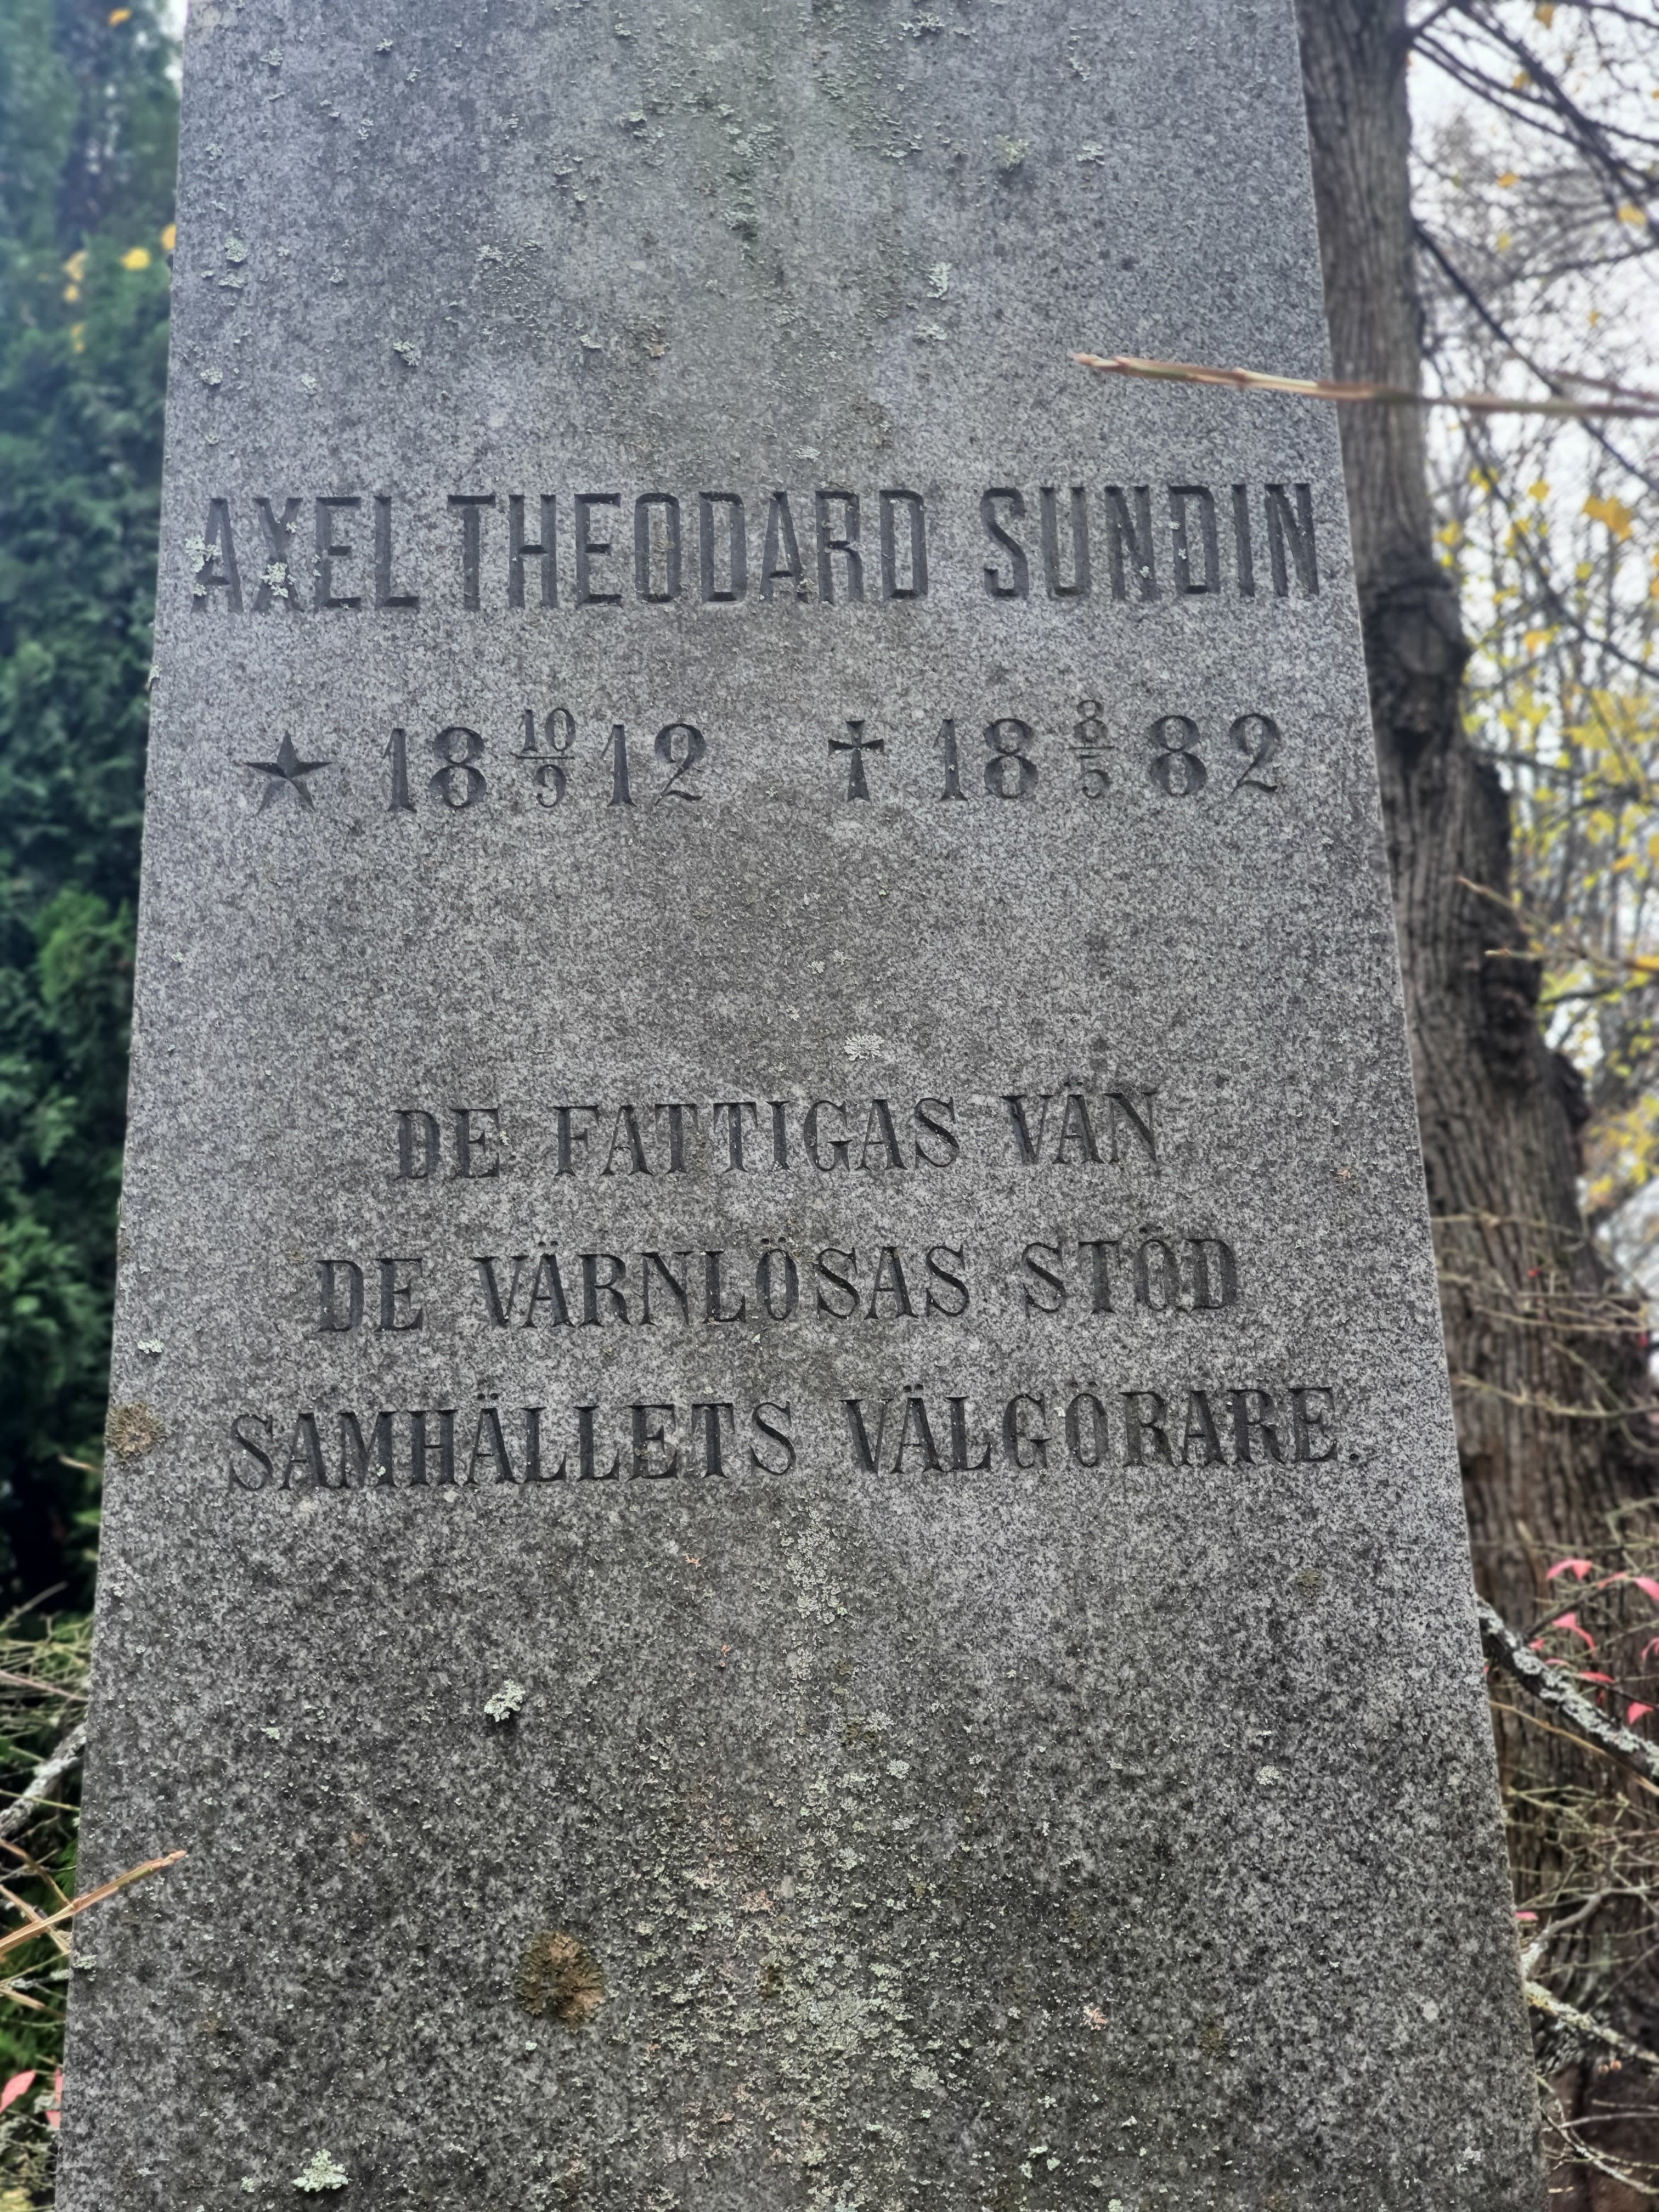 AXEL THEODARD SUNDIN
★ 18 10/9 12 ✝ 18 8/5 82
DE FATTIGAS VÄN
DE VÄRNLÖSAS STÖD
SAMHÄLLETS VÄLGÖRARE.